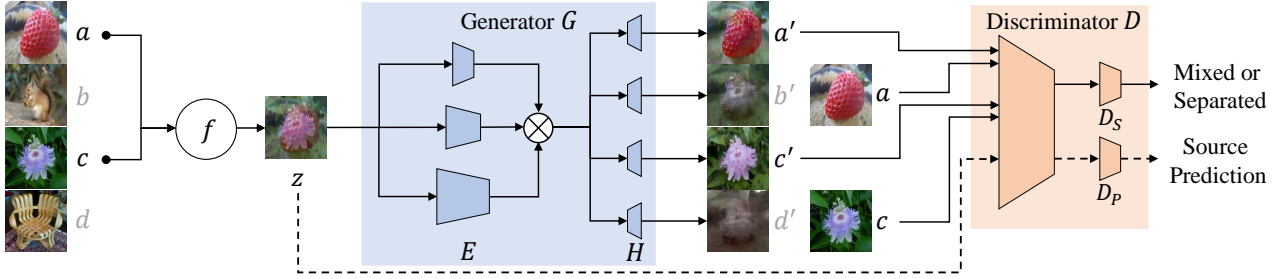 Generator G
Discriminator D
a
b
c
d
f
z
E
H
a′
b′
c′
d′
a
c
D_S
D_P
Mixed or
Separated
Source
Prediction